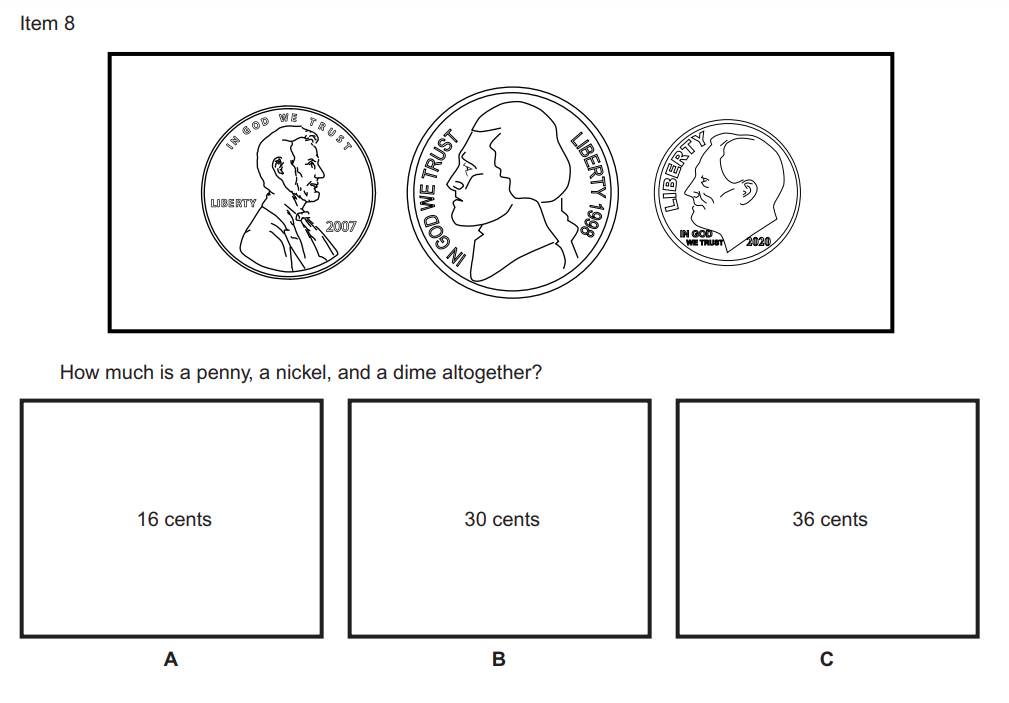 Item 8
IN GOD WE TRUST
LIBERTY
2007
IN GOD WE TRUST
LIBERTY 1998
LIBERTY
IN GOD
WE TRUST
2020
How much is a penny, a nickel, and a dime altogether?
16 cents
30 cents
36 cents
A
B
C